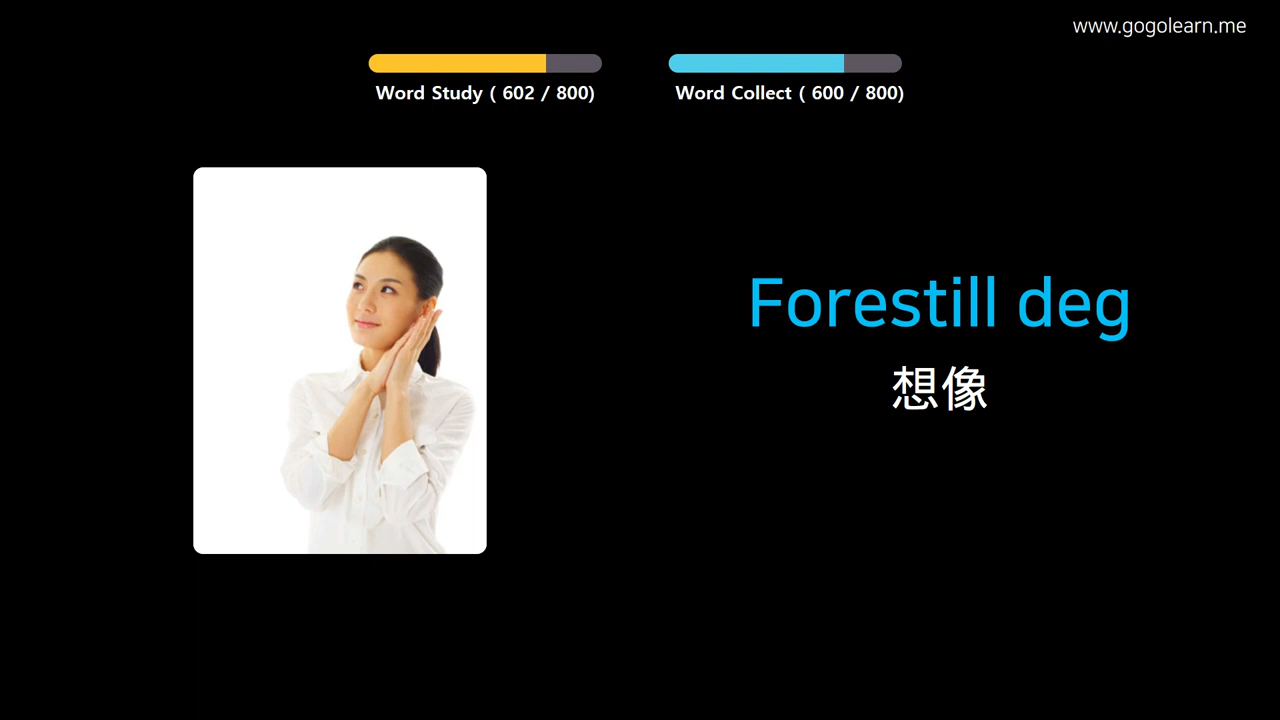 www.gogolearn.me
Word Study ( 602 / 800)
Word Collect ( 600 / 800)
Forestill deg
想像